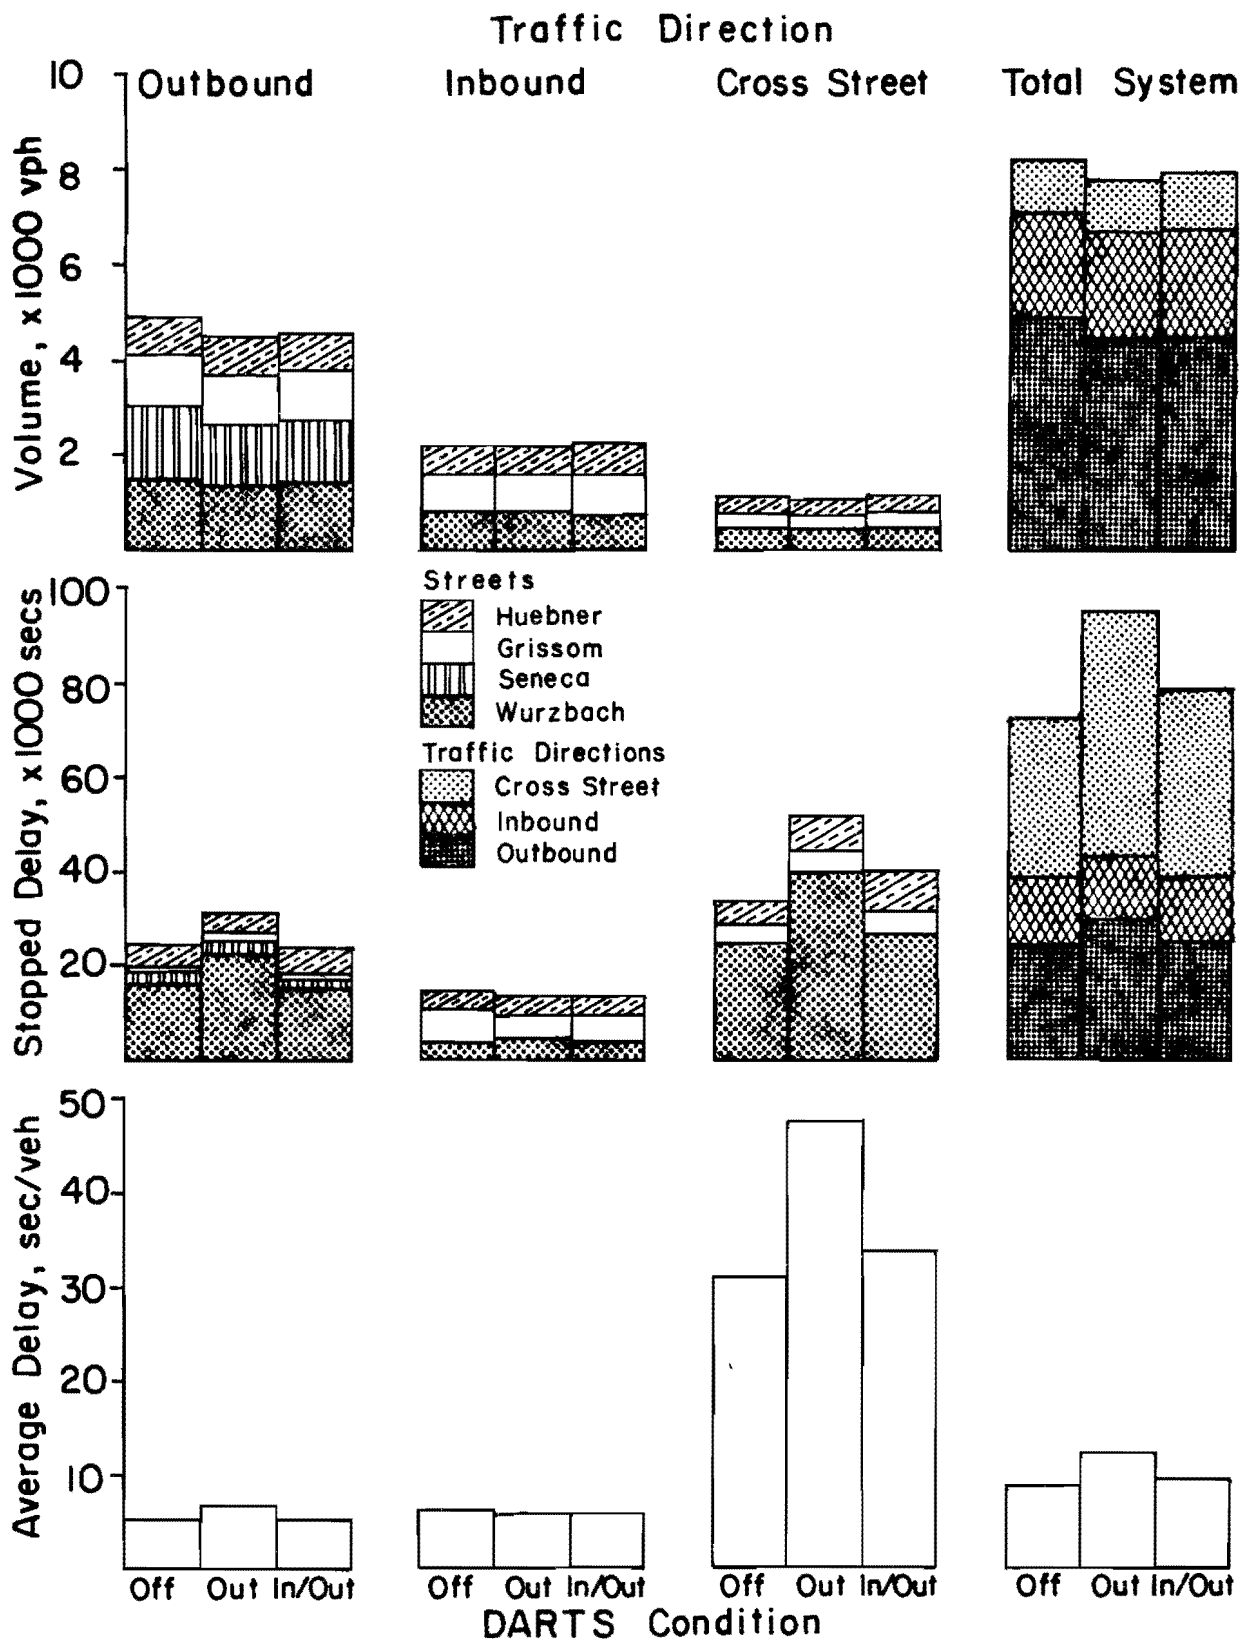 Traffic Direction
Outbound Inbound Cross Street Total System
Volume, x1000 vph
10
8
6
4
2
Streets
Huebner
Grissom
Seneca
Wurzbach
Traffic Directions
Cross Street
Inbound
Outbound
Stopped Delay, x1000 secs
100
80
60
40
20
Average Delay, sec/veh
50
40
30
20
10
Off Out In/Out Off Out In/Out Off Out In/Out Off Out In/Out
DARTS Condition